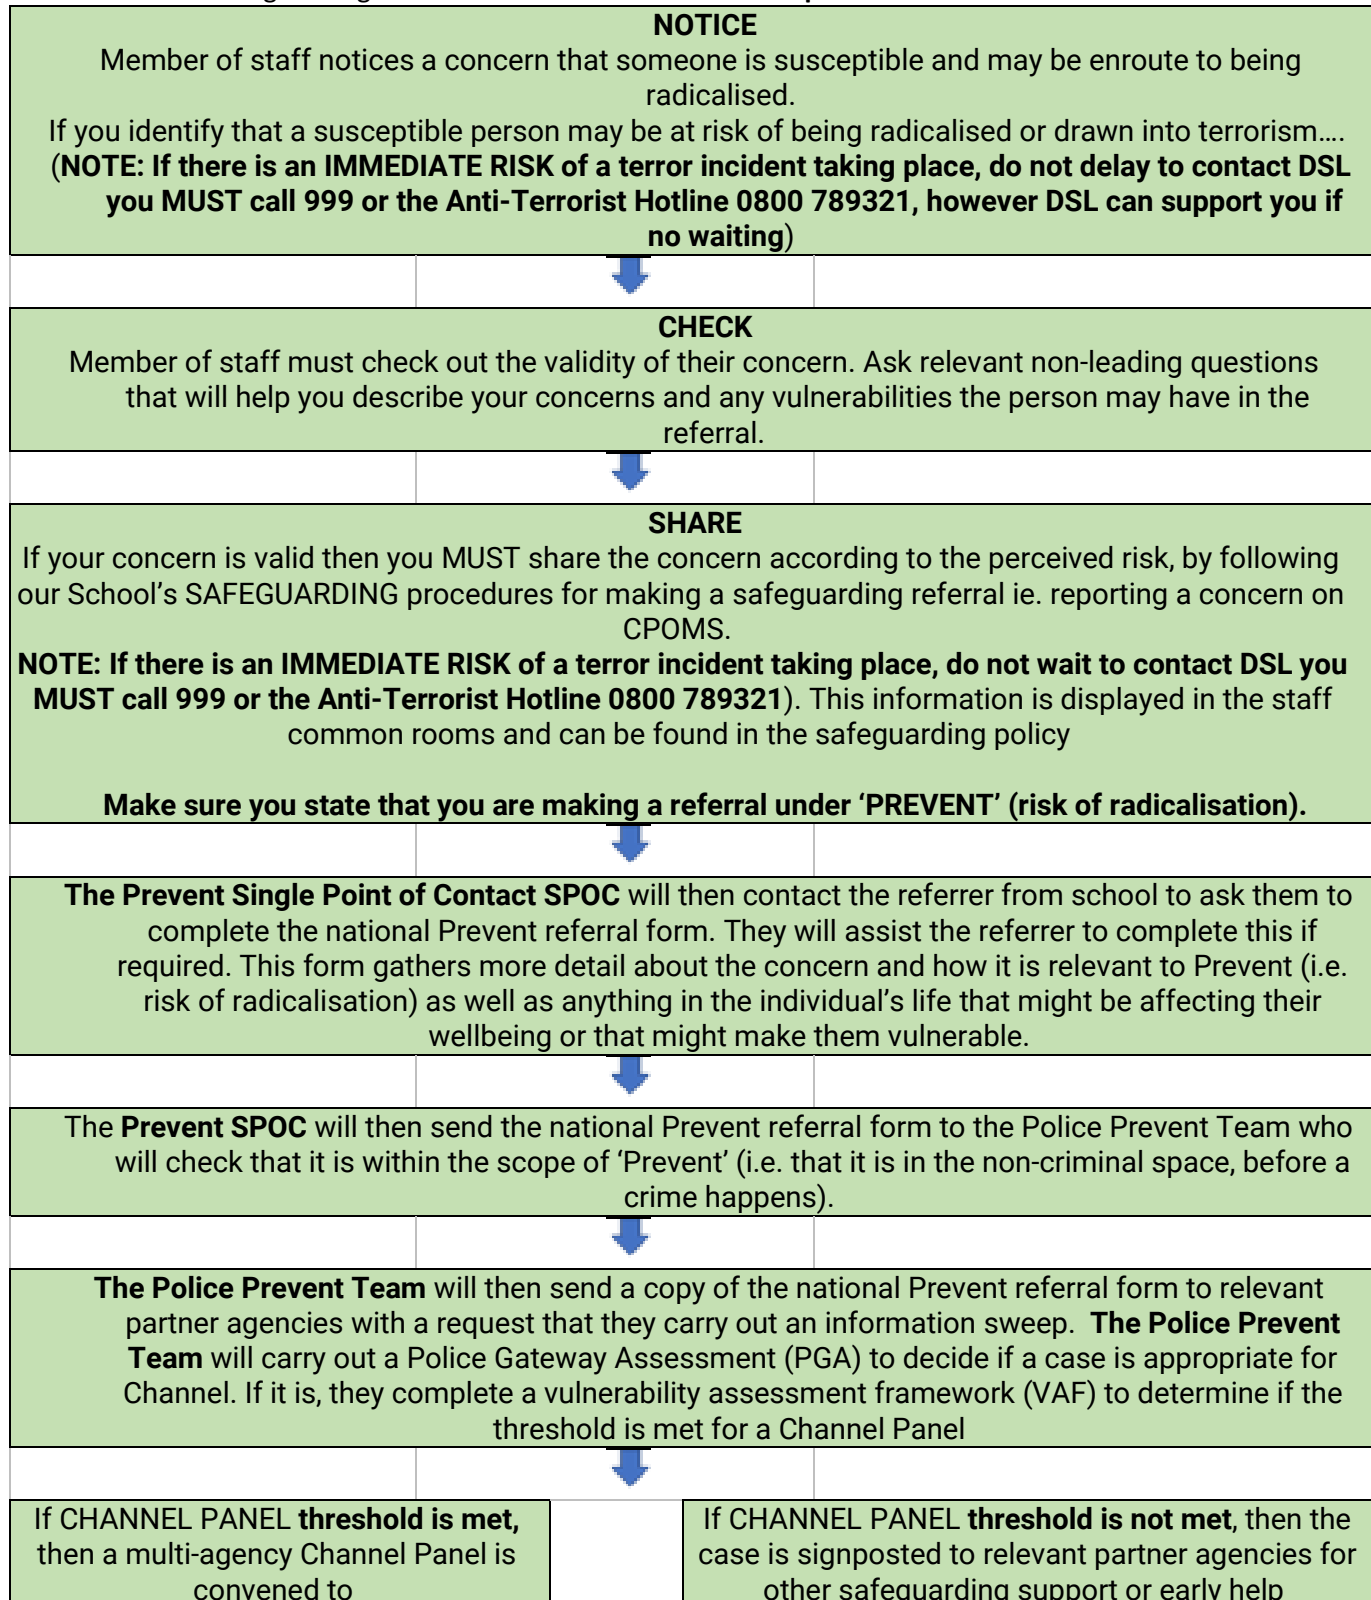 NOTICE
Member of staff notices a concern that someone is susceptible and may be enroute to being
radicalised.
If you identify that a susceptible person may be at risk of being radicalised or drawn into terrorism….
(NOTE: If there is an IMMEDIATE RISK of a terror incident taking place, do not delay to contact DSL
you MUST call 999 or the Anti-Terrorist Hotline 0800 789321, however DSL can support you if
no waiting)
CHECK
Member of staff must check out the validity of their concern. Ask relevant non-leading questions
that will help you describe your concerns and any vulnerabilities the person may have in the
referral.
SHARE
If your concern is valid then you MUST share the concern according to the perceived risk, by following
our School’s SAFEGUARDING procedures for making a safeguarding referral ie. reporting a concern on
CPOMS.
NOTE: If there is an IMMEDIATE RISK of a terror incident taking place, do not wait to contact DSL you
MUST call 999 or the Anti-Terrorist Hotline 0800 789321). This information is displayed in the staff
common rooms and can be found in the safeguarding policy
Make sure you state that you are making a referral under ‘PREVENT’ (risk of radicalisation).
The Prevent Single Point of Contact SPOC will then contact the referrer from school to ask them to
complete the national Prevent referral form. They will assist the referrer to complete this if
required. This form gathers more detail about the concern and how it is relevant to Prevent (i.e.
risk of radicalisation) as well as anything in the individual’s life that might be affecting their
wellbeing or that might make them vulnerable.
The Prevent SPOC will then send the national Prevent referral form to the Police Prevent Team who
will check that it is within the scope of ‘Prevent’ (i.e. that it is in the non-criminal space, before a
crime happens).
The Police Prevent Team will then send a copy of the national Prevent referral form to relevant
partner agencies with a request that they carry out an information sweep. The Police Prevent
Team will carry out a Police Gateway Assessment (PGA) to decide if a case is appropriate for
Channel. If it is, they complete a vulnerability assessment framework (VAF) to determine if the
threshold is met for a Channel Panel
If CHANNEL PANEL threshold is met,
then a multi-agency Channel Panel is
convened to
If CHANNEL PANEL threshold is not met, then the
case is signposted to relevant partner agencies for
other safeguarding support or early help